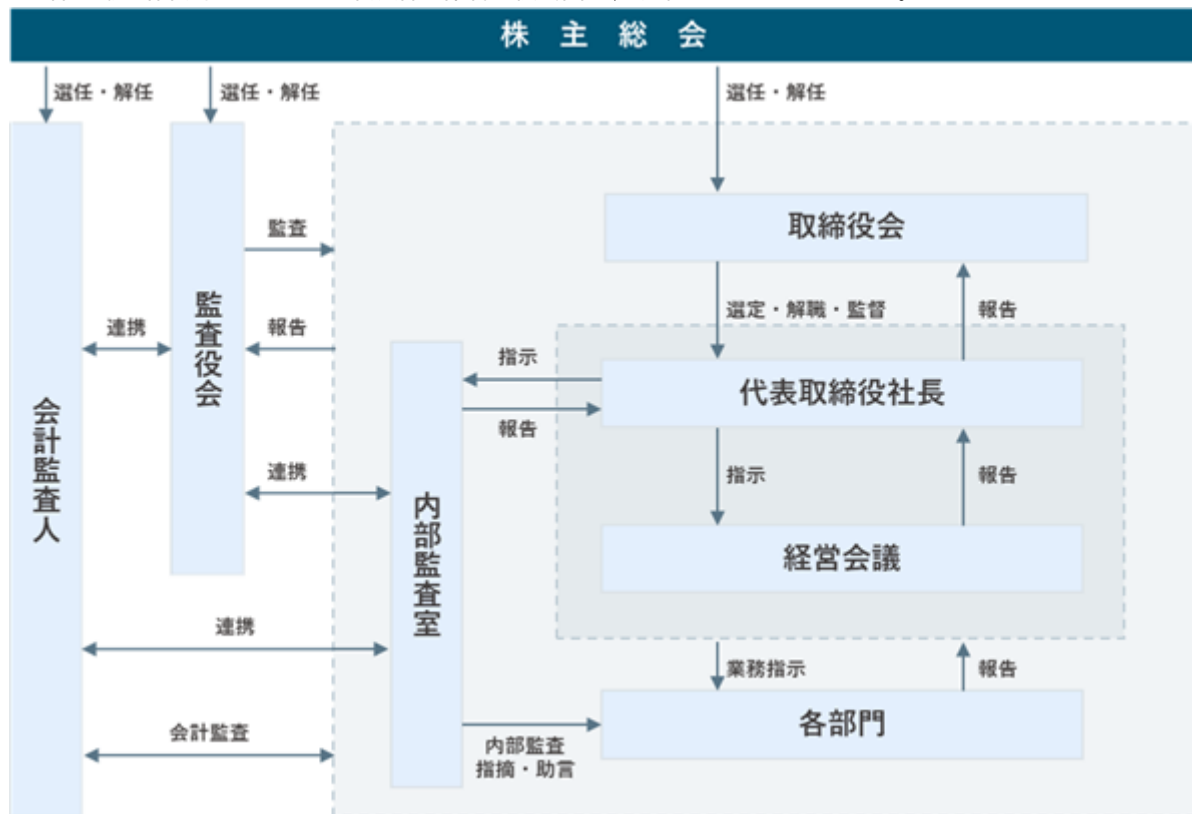 株主総会
選任・解任
選任・解任
選任・解任
取締役会
監査
選定・解職・監督
報告
連携
監査役会
報告
指示
代表取締役社長
報告
会計監査人
連携
指示
報告
内部監査室
経営会議
連携
業務指示
報告
会計監査
各部門
内部監査
指摘・助言